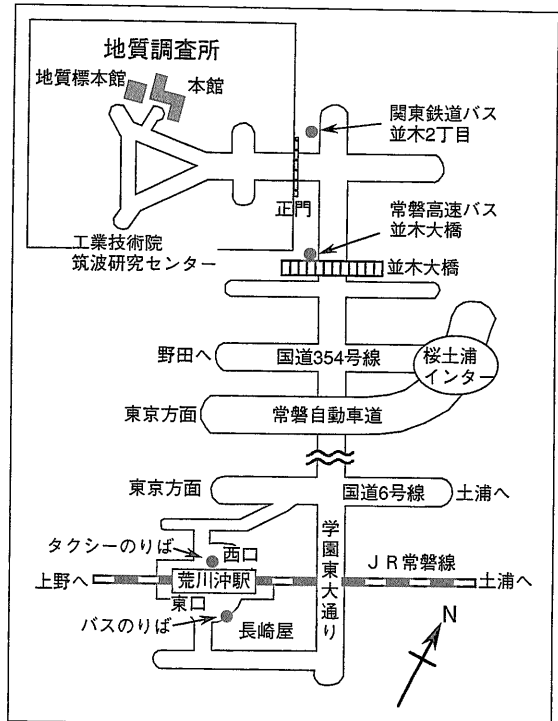 地質調査所
地質標本館
本館
関東鉄道バス
並木2丁目
正門
常磐高速バス
並木大橋
工業技術院
筑波研究センター
並木大橋
野田へ
国道354号線
桜土浦
インター
東京方面
常磐自動車道
東京方面
国道6号線
土浦へ
学園東大通り
タクシーのりば
西口
JR常磐線
上野へ
荒川沖駅
土浦へ
東口
バスのりば
長崎屋
N